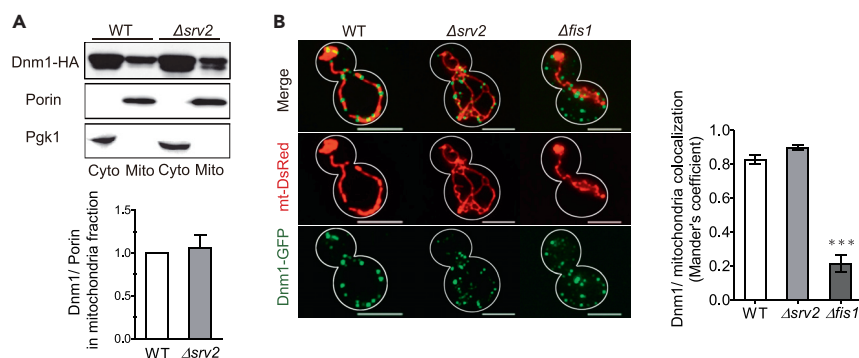 A
WT Δsrv2
Dnm1-HA
Porin
Pgk1
Cyto Mito Cyto Mito
Dnm1/ Porin
in mitochondria fraction
1.5
1.0
0.5
0.0
WT Δsrv2
B
WT Δsrv2 Δfis1
Merge
mt-DsRed
Dnm1-GFP
Dnm1/ mitochondria colocalization
(Mander's coefficient)
1.0
0.8
0.6
0.4
0.2
0.0
***
WT Δsrv2 Δfis1